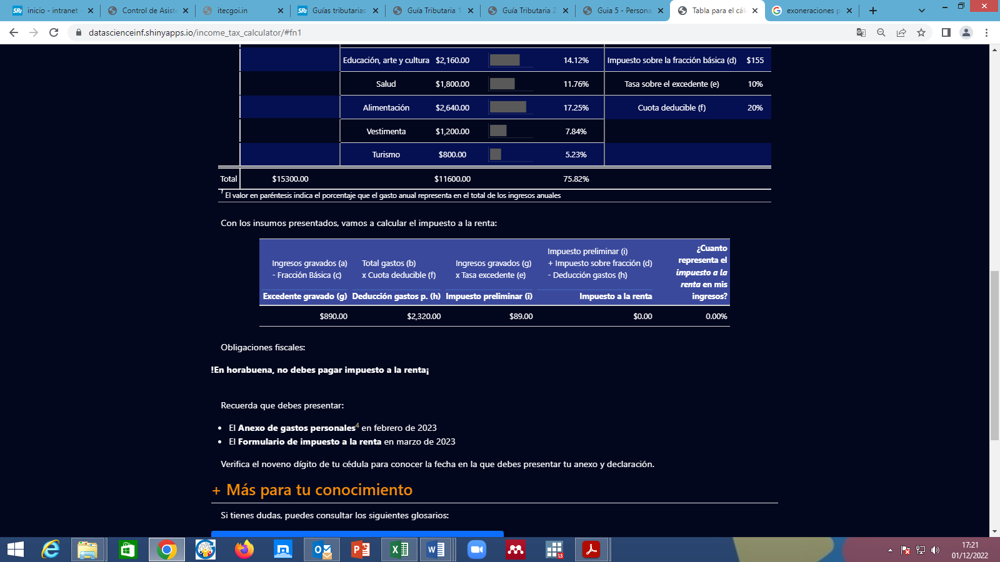 inicio - intranet
Control de Asiste
itecgoi.in
Guías tributarias
Guía Tributaria 1
Guía Tributaria 2
Guia 5 - Persona
Tabla para el cál
exoneraciones p
datascienceinf.shinyapps.io/income_tax_calculator/#fn1
Educación, arte y cultura $2,160.00 14.12% Impuesto sobre la fracción básica (d) $155
Salud $1,800.00 11.76% Tasa sobre el excedente (e) 10%
Alimentación $2,640.00 17.25% Cuota deducible (f) 20%
Vestimenta $1,200.00 7.84%
Turismo $800.00 5.23%
Total $15300.00 $11600.00 75.82%
El valor en paréntesis indica el porcentaje que el gasto anual representa en el total de los ingresos anuales
Con los insumos presentados, vamos a calcular el impuesto a la renta:
Ingresos gravados (a)
- Fracción Básica (c)
Excedente gravado (g)
Total gastos (b)
x Cuota deducible (f)
Deducción gastos p. (h)
Ingresos gravados (g)
x Tasa excedente (e)
Impuesto preliminar (i)
Impuesto preliminar (i)
+ Impuesto sobre fracción (d)
- Deducción gastos (h)
Impuesto a la renta
¿Cuanto
representa el
impuesto a la
renta en mis
ingresos?
$890.00 $2,320.00 $89.00 $0.00 0.00%
Obligaciones fiscales:
!En horabuena, no debes pagar impuesto a la renta¡
Recuerda que debes presentar:
• El Anexo de gastos personales4 en febrero de 2023
• El Formulario de impuesto a la renta en marzo de 2023
Verifica el noveno dígito de tu cédula para conocer la fecha en la que debes presentar tu anexo y declaración.
+ Más para tu conocimiento
Si tienes dudas, puedes consultar los siguientes glosarios:
17:21
01/12/2022